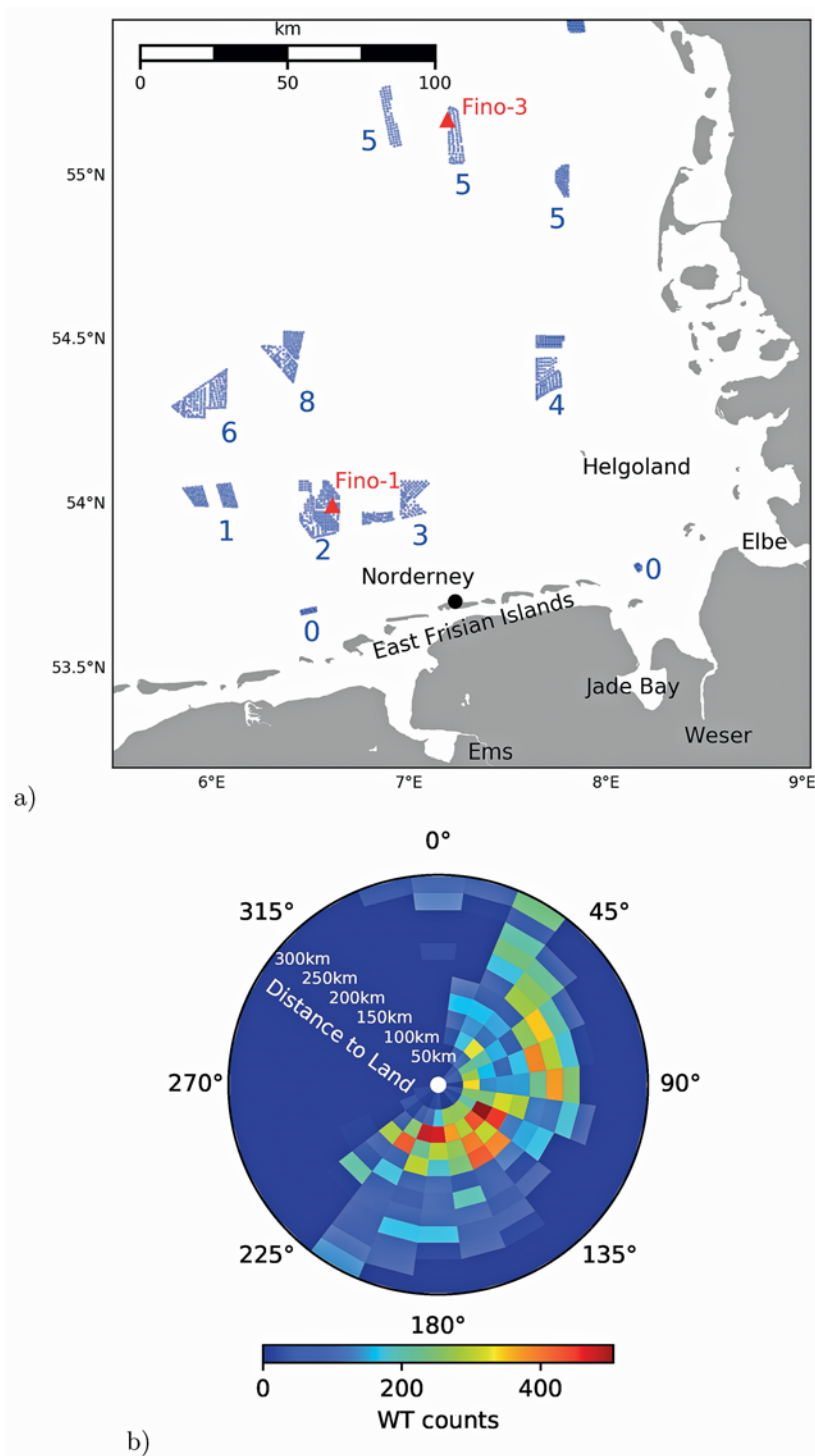 km
0 50 100
Fino-3
5
5
5
55°N
54.5°N
8
6
4
Helgoland
Fino-1
54°N
1
2
3
Elbe
0
Norderney
0
East Frisian Islands
53.5°N
Jade Bay
Weser
Ems
6°E 7°E 8°E 9°E
a)
0°
315° 45°
300km
250km
200km
150km
100km
50km
Distance to Land
270° 90°
225° 135°
180°
0 200 400
WT counts
b)